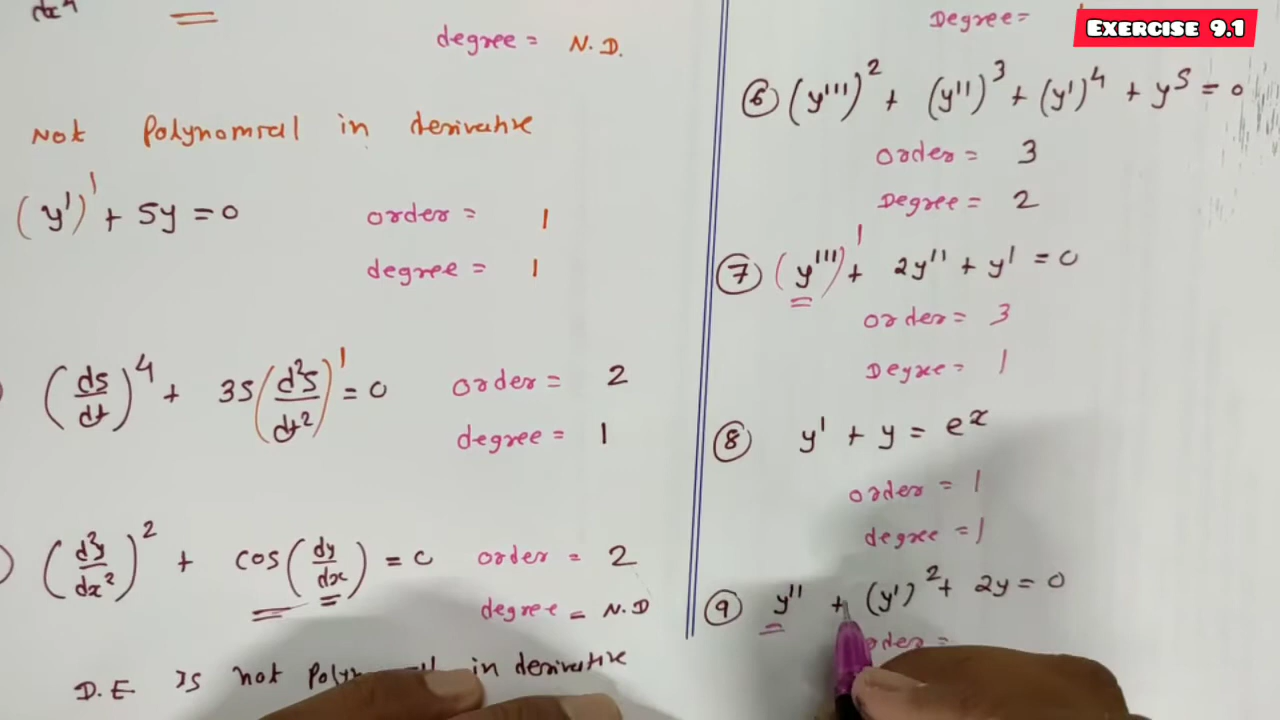 dx⁴
degree = N.D.
Not Polynomial in derivative
(y')¹ + 5y = 0
order = 1
degree = 1
(ds/dt)⁴ + 3s(d²s/dt²)¹ = 0
order = 2
degree = 1
(d²y/dx²)² + cos(dy/dx) = 0
order = 2
degree = N.D
D.E is not in derivative
Exercise 9.1
Degree =
⑥ (y''')² + (y'')³ + (y')⁴ + y⁵ = 0
order = 3
Degree = 2
⑦ (y''')¹ + 2y'' + y' = 0
order = 3
Degree = 1
⑧ y' + y = eˣ
order = 1
degree = 1
⑨ y'' + (y')² + 2y = 0
order =